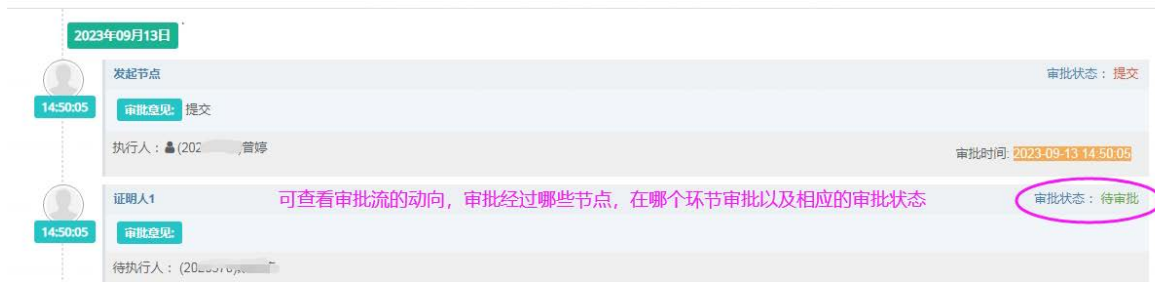 2023年09月13日
发起节点 审批状态： 提交
14:50:05 审批意见: 提交
执行人： (202 曾婷
审批时间: 2023-09-13 14:50:05
证明人1 可查看审批流的动向，审批经过哪些节点，在哪个环节审批以及相应的审批状态 审批状态： 待审批
14:50:05 审批意见:
待执行人： (20